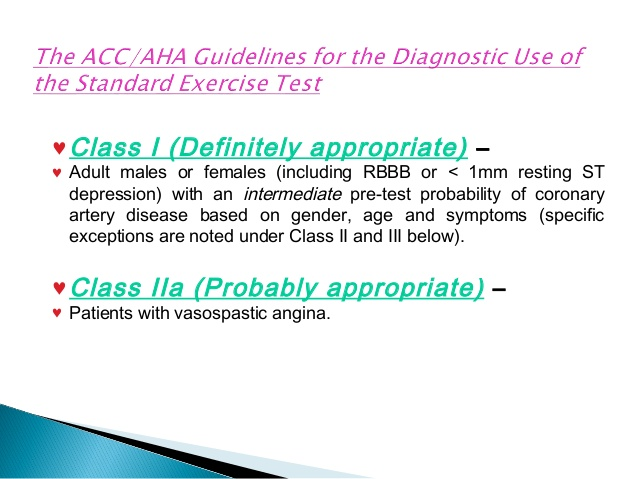 The ACC/AHA Guidelines for the Diagnostic Use of
the Standard Exercise Test
♥Class I (Definitely appropriate) –
♥ Adult males or females (including RBBB or < 1mm resting ST
depression) with an intermediate pre-test probability of coronary
artery disease based on gender, age and symptoms (specific
exceptions are noted under Class II and III below).
♥Class IIa (Probably appropriate) –
♥ Patients with vasospastic angina.